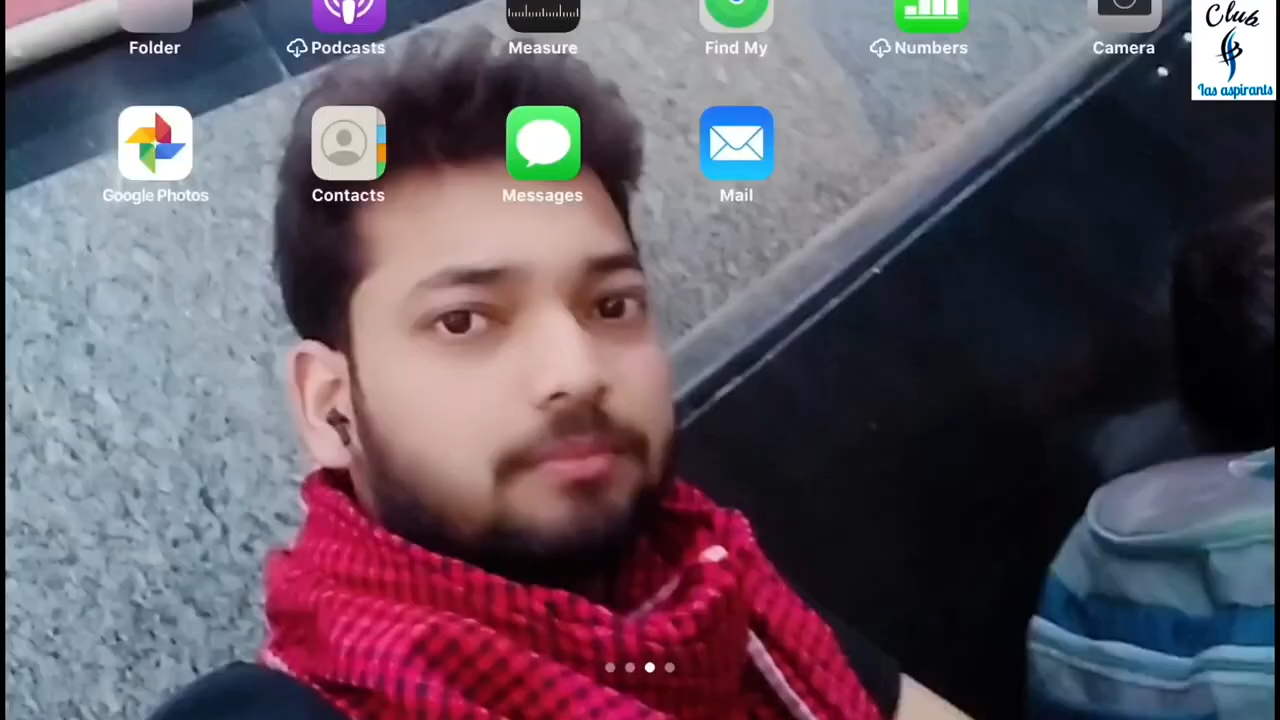 Folder
Podcasts
Measure
Find My
Numbers
Camera
Club
Ias aspirants
Google Photos
Contacts
Messages
Mail